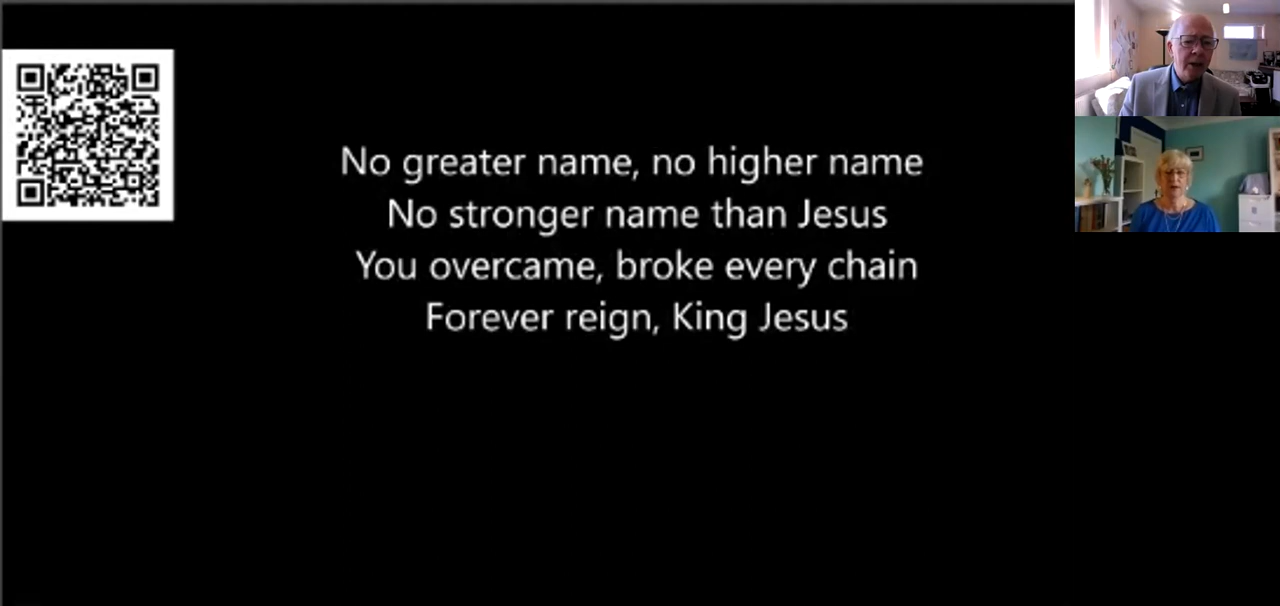 No greater name, no higher name
No stronger name than Jesus
You overcame, broke every chain
Forever reign, King Jesus